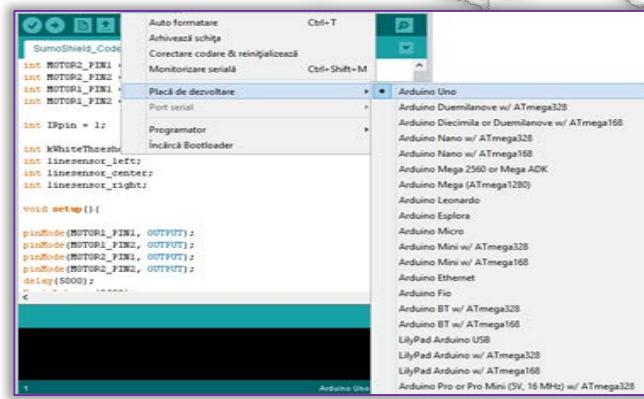 Auto formatare Ctrl+T
Arhivează schița
Corectare codare & reinițializează
Monitorizare serială Ctrl+Shift+M
Placă de dezvoltare
Port serial
Programator
Încărcă Bootloader
SumoShield_Code
int MOTOR2_PIN1 =
int MOTOR2_PIN2 =
int MOTOR1_PIN1 =
int MOTOR1_PIN2 =
int IRpin = 1;
int kWhiteThresho
int linesensor_left;
int linesensor_center;
int linesensor_right;
void setup(){
pinMode(MOTOR1_PIN1, OUTPUT);
pinMode(MOTOR1_PIN2, OUTPUT);
pinMode(MOTOR2_PIN1, OUTPUT);
pinMode(MOTOR2_PIN2, OUTPUT);
delay(5000);
1 Arduino Uno
Arduino Uno
Arduino Duemilanove w/ ATmega328
Arduino Diecimila or Duemilanove w/ ATmega168
Arduino Nano w/ ATmega328
Arduino Nano w/ ATmega168
Arduino Mega 2560 or Mega ADK
Arduino Mega (ATmega1280)
Arduino Leonardo
Arduino Esplora
Arduino Micro
Arduino Mini w/ ATmega328
Arduino Mini w/ ATmega168
Arduino Ethernet
Arduino Fio
Arduino BT w/ ATmega328
Arduino BT w/ ATmega168
LilyPad Arduino USB
LilyPad Arduino w/ ATmega328
LilyPad Arduino w/ ATmega168
Arduino Pro or Pro Mini (5V, 16 MHz) w/ ATmega328